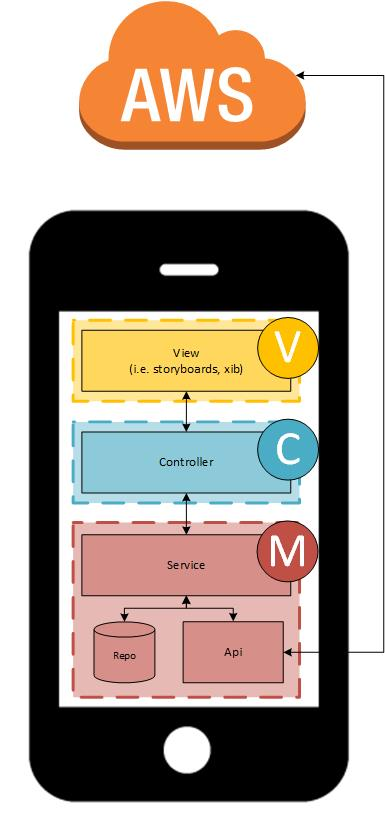 AWS
View
(i.e. storyboards, xib)
V
Controller
C
Service
M
Repo
Api